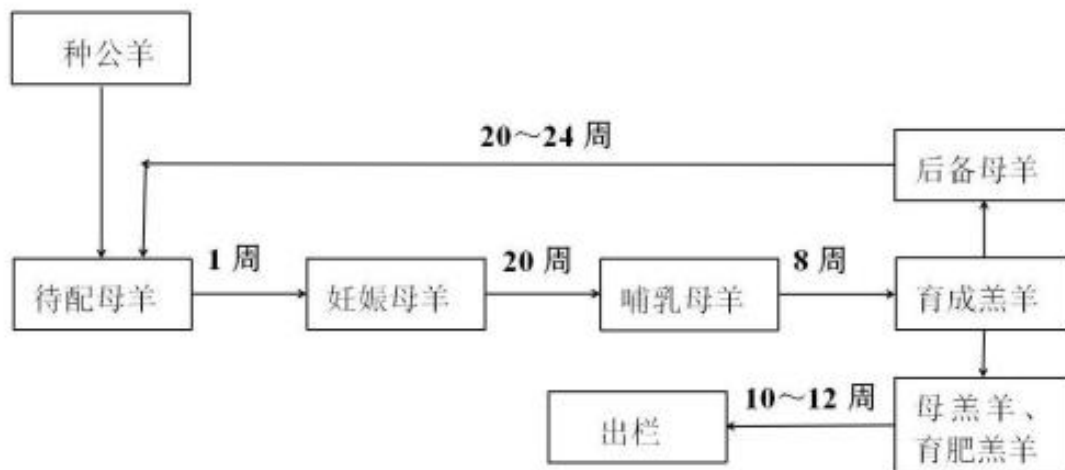 种公羊
20～24 周
后备母羊
1 周
20 周
8 周
待配母羊
妊娠母羊
哺乳母羊
育成羔羊
10～12 周
出栏
母羔羊、
育肥羔羊